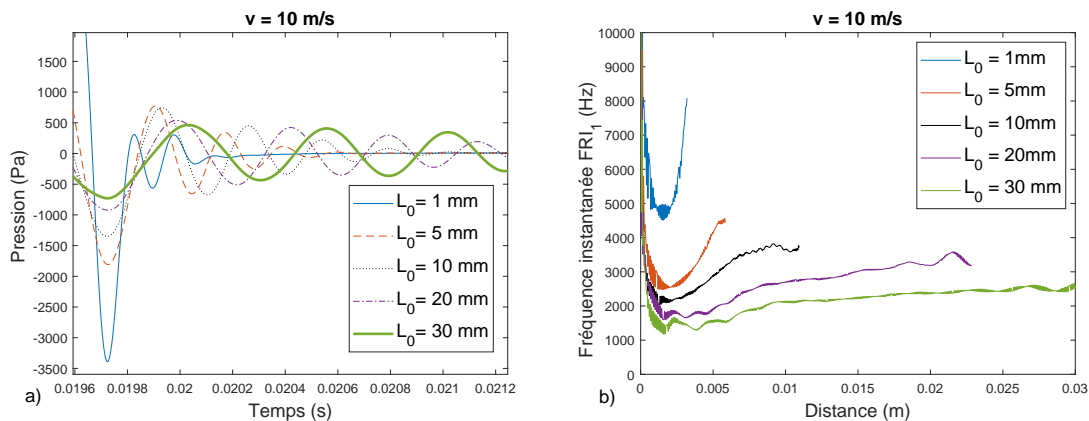 v = 10 m/s
1500
1000
500
0
-500
-1000
-1500
-2000
-2500
-3000
-3500
Pression (Pa)
0.0196 0.0198 0.02 0.0202 0.0204 0.0206 0.0208 0.021 0.0212
Temps (s)
a)
L0= 1 mm
L0= 5 mm
L0= 10 mm
L0= 20 mm
L0= 30 mm
v = 10 m/s
10000
9000
8000
7000
6000
5000
4000
3000
2000
1000
0
Fréquence instantanée FRI1 (Hz)
0 0.005 0.01 0.015 0.02 0.025 0.03
Distance (m)
b)
L0 = 1mm
L0 = 5mm
L0 = 10mm
L0 = 20mm
L0 = 30 mm